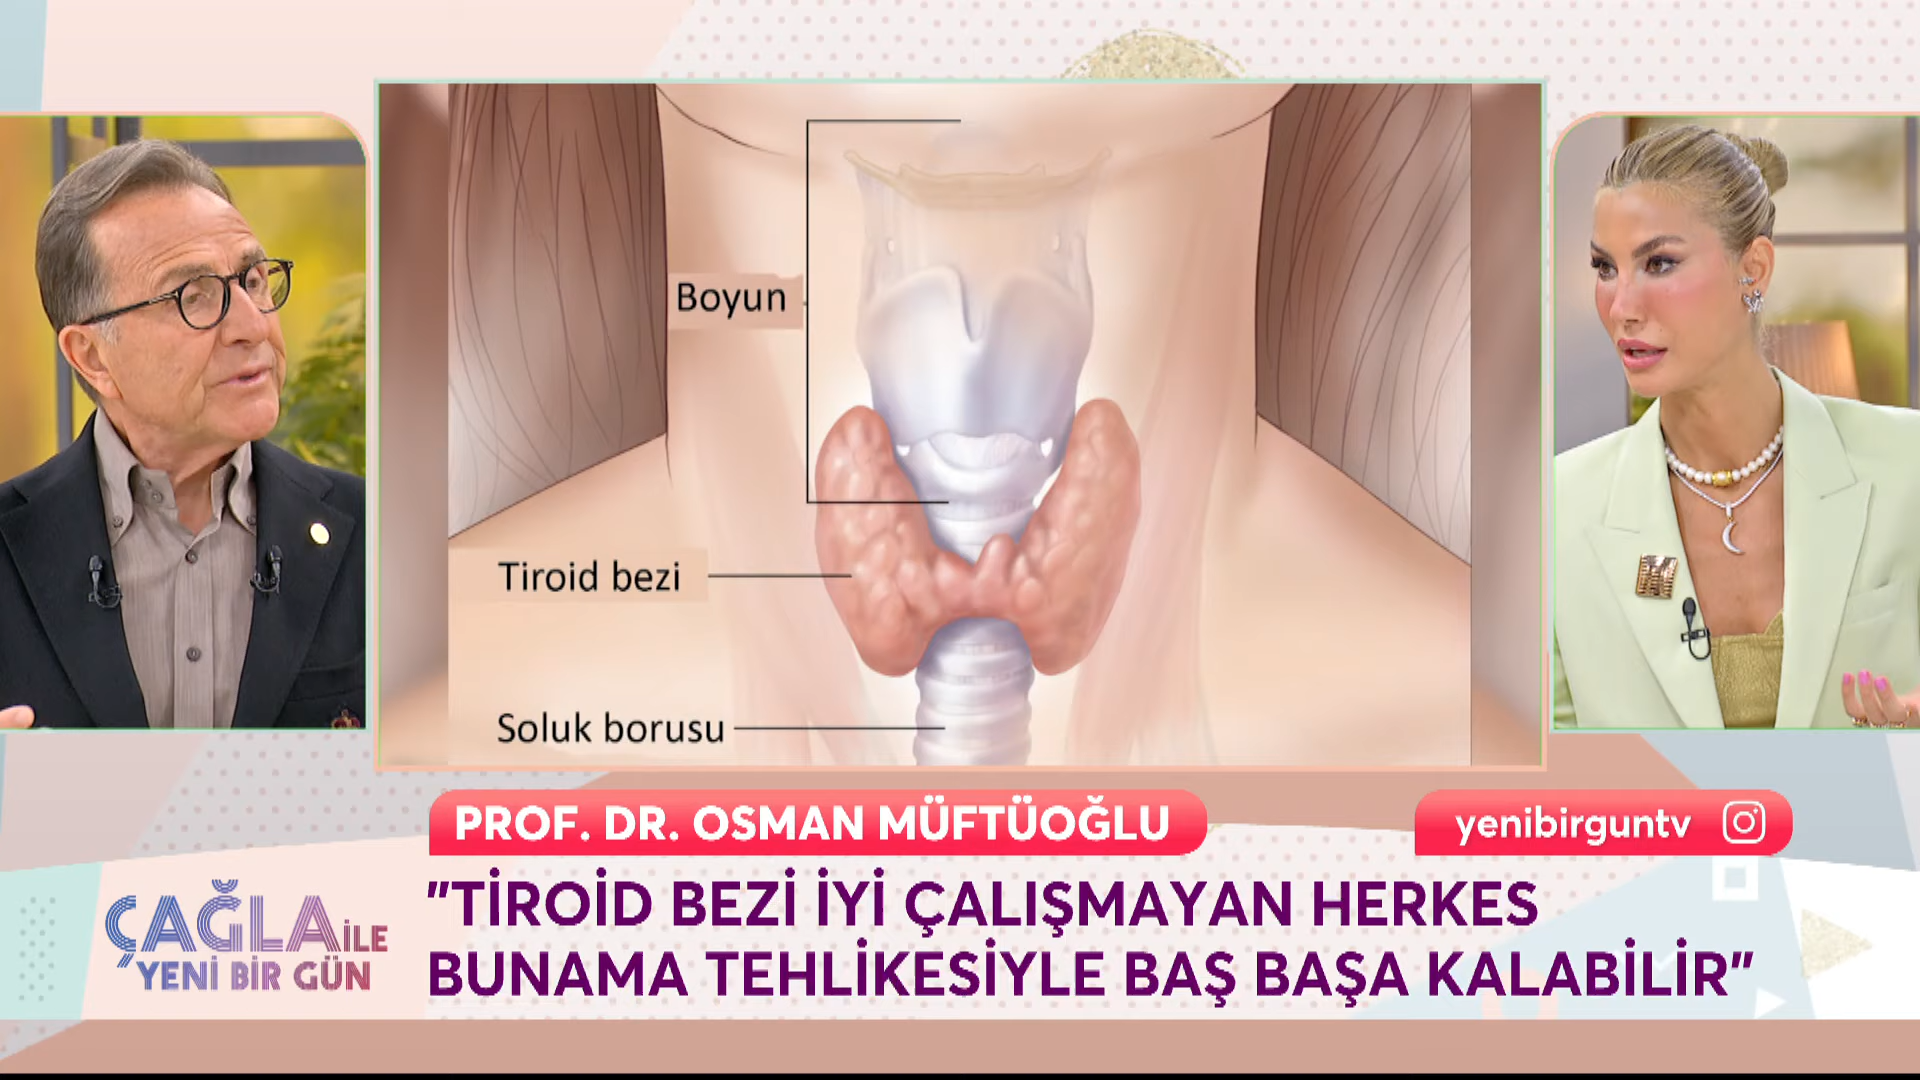 Boyun
Tiroid bezi
Soluk borusu
PROF. DR. OSMAN MÜFTÜOĞLU
yenibirguntv
ÇAĞLA İLE
YENİ BİR GÜN
"TİROİD BEZİ İYİ ÇALIŞMAYAN HERKES
BUNAMA TEHLİKESİYLE BAŞ BAŞA KALABİLİR"